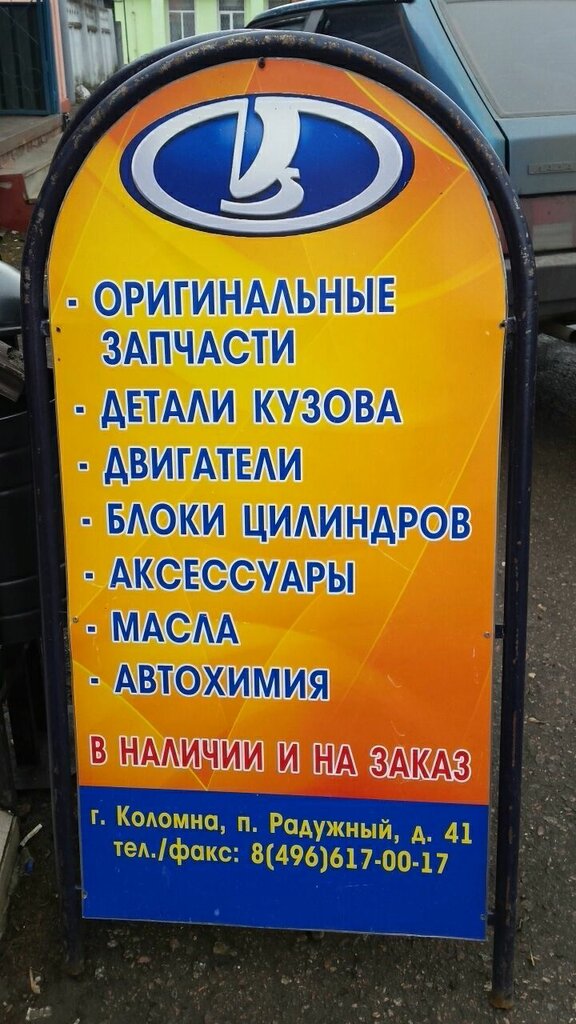 - ОРИГИНАЛЬНЫЕ
ЗАПЧАСТИ
- ДЕТАЛИ КУЗОВА
- ДВИГАТЕЛИ
- БЛОКИ ЦИЛИНДРОВ
- АКСЕССУАРЫ
- МАСЛА
- АВТОХИМИЯ
В НАЛИЧИИ И НА ЗАКАЗ
г. Коломна, п. Радужный, д. 41
тел./факс: 8(496)617-00-17